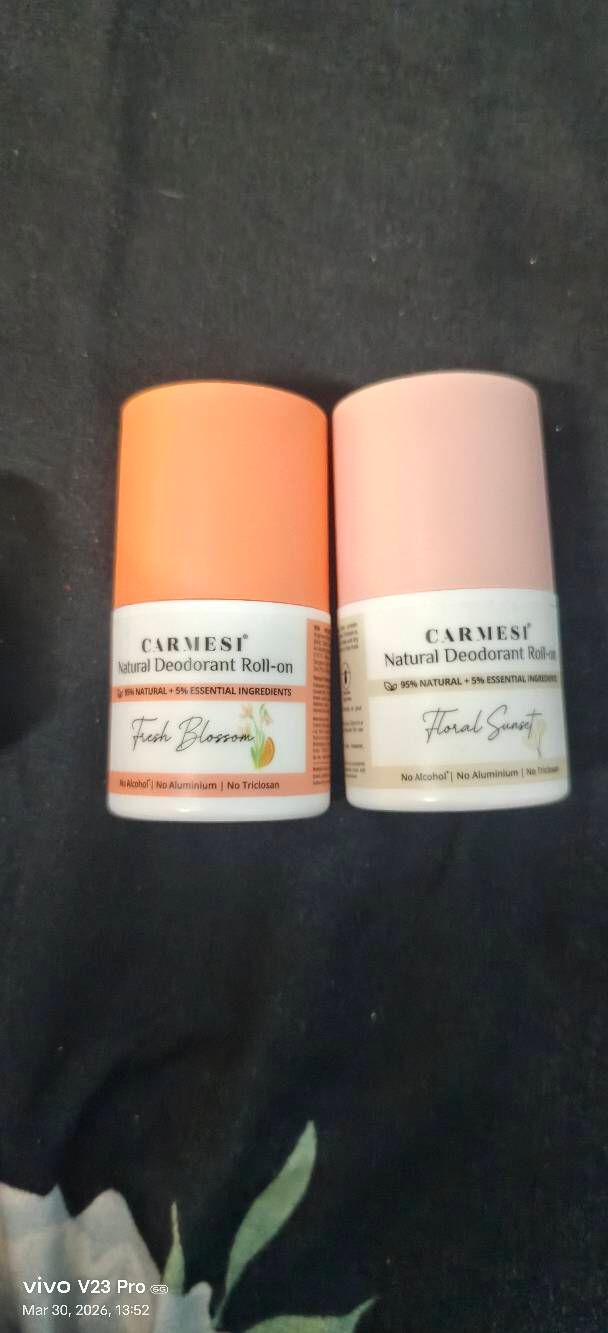 CARMESI®
Natural Deodorant Roll-on
95% NATURAL + 5% ESSENTIAL INGREDIENTS
Fresh Blossom
No Alcohol* | No Aluminium | No Triclosan
CARMESI®
Natural Deodorant Roll-on
95% NATURAL + 5% ESSENTIAL INGREDIENTS
Floral Sunset
No Alcohol* | No Aluminium | No Triclosan
vivo V23 Pro 5G
Mar 30, 2026, 13:52